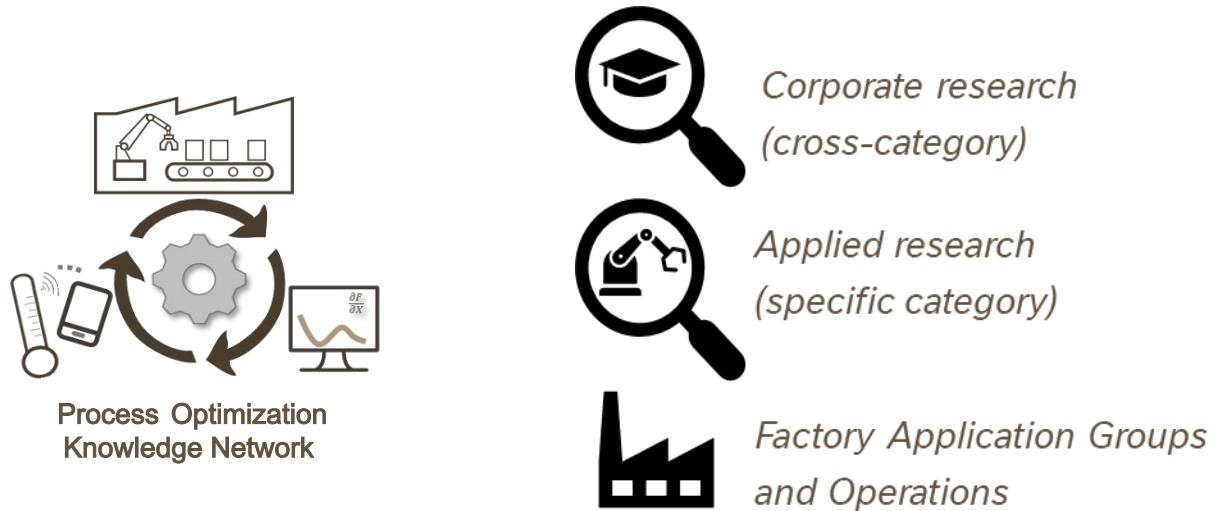 ∂F
∂X
Process Optimization
Knowledge Network
Corporate research
(cross-category)
Applied research
(specific category)
Factory Application Groups
and Operations